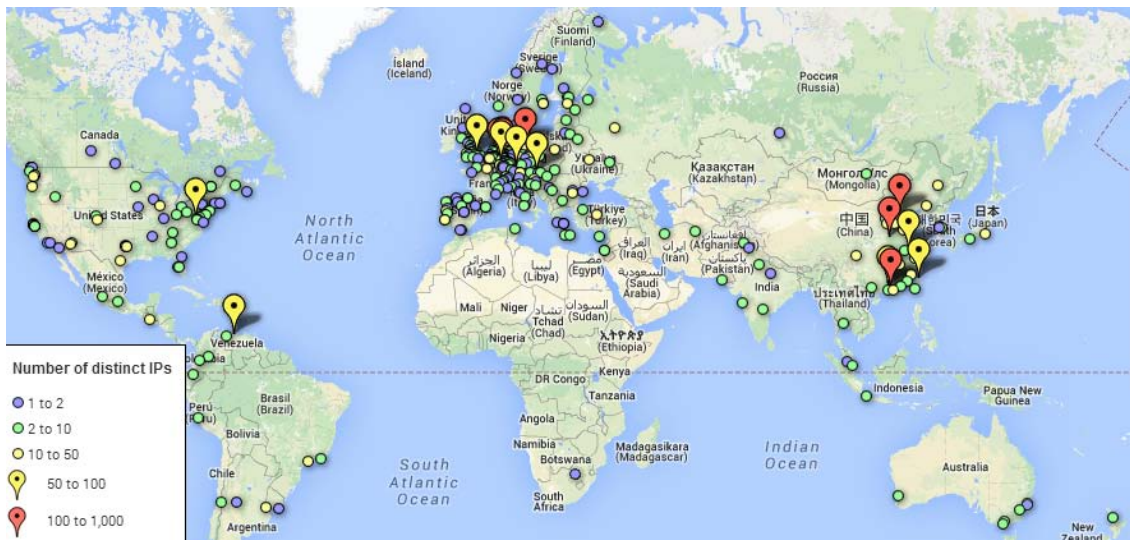 Suomi
(Finland)
Ísland
(Iceland)
Sverige
Norge
(Norway)
Россия
(Russia)
Canada
Қазақстан
(Kazakhstan)
(Mongolia)
(Ukraine)
United States
North
Atlantic
Ocean
Türkiye
(Turkey)
中国
(China)
日本
(Japan)
México
(Mexico)
الجزائر
(Algeria)
ليبيا
(Libya)
مصر
(Egypt)
العراق
(Iraq)
ایران
(Iran)
(Afghanistan)
پاکستان
(Pakistan)
السعودية
(Saudi
Arabia)
India
ประเทศไทย
(Thailand)
Mali
Niger
تشاد
Tchad
(Chad)
السودان
(Sudan)
Nigeria
ኢትዮጵያ
(Ethiopia)
Venezuela
DR Congo
Kenya
Tanzania
Indonesia
Papua New
Guinea
Brasil
(Brazil)
Perú
Bolivia
Angola
Namibia
(Namibia)
Botswana
Madagasikara
(Madagascar)
Indian
Ocean
Australia
Chile
South
Atlantic
Ocean
South
Africa
Argentina
New
Zealand
Number of distinct IPs
1 to 2
2 to 10
10 to 50
50 to 100
100 to 1,000